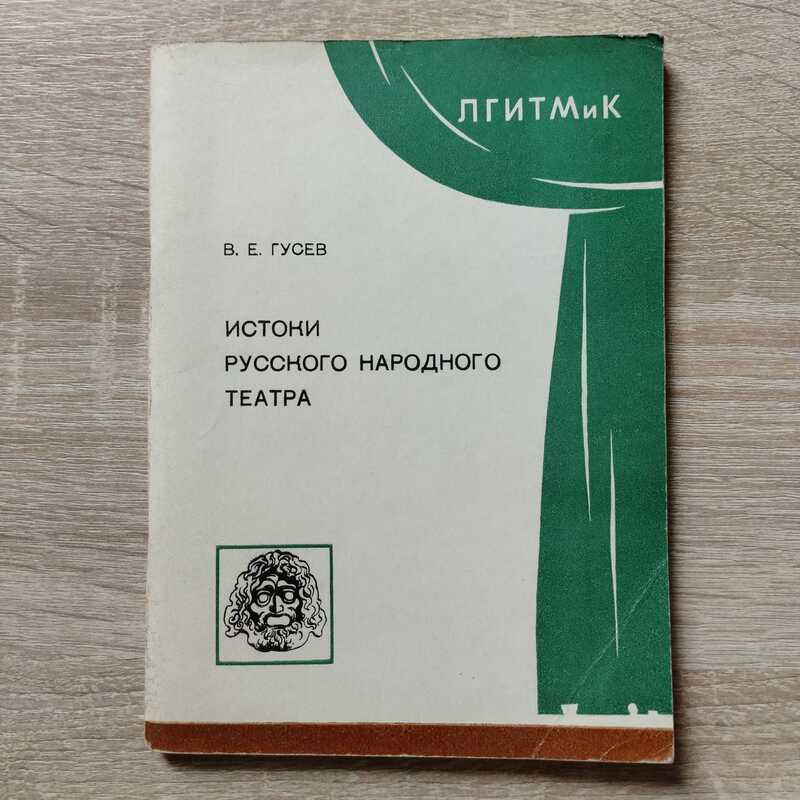 ЛГИТМиК
В. Е. ГУСЕВ
ИСТОКИ
РУССКОГО НАРОДНОГО
ТЕАТРА